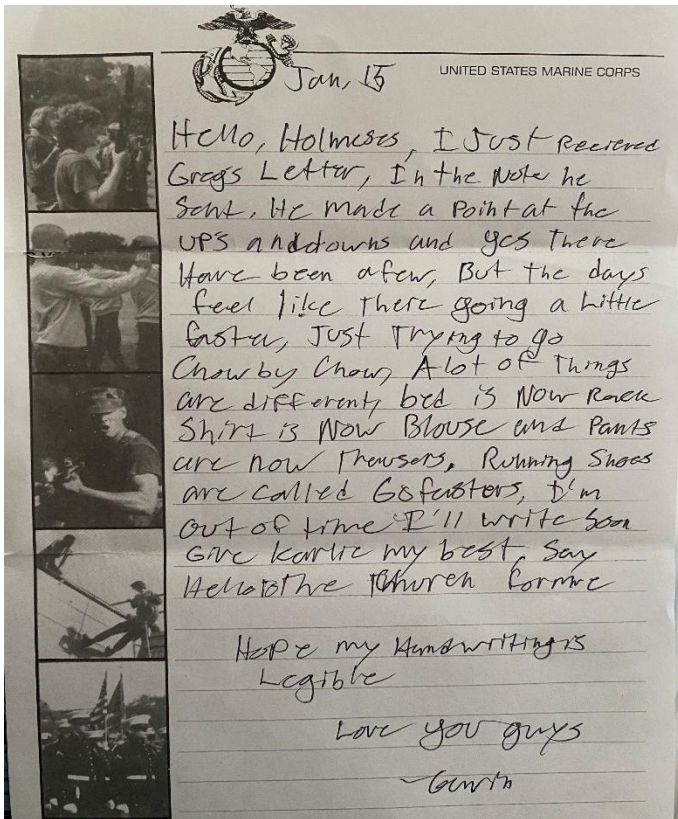 Jan, 15
UNITED STATES MARINE CORPS
Hello, Holmeses, I Just Recieved
Greg's Letter, In the Note he
Sent, He made a Point at the
UP's and downs and yes There
Have been a few, But the days
feel like There going a Little
faster, Just Trying to go
Chow by Chow, A lot of Things
are different, bed is Now Rack
Shirt is Now Blouse and Pants
are now Trousers, Running Shoes
are called Gofasters, I'm
out of time I'll write Soon
Give Karlie my best, Say
Hello to the Church for me
Hope my Handwriting is
Legible
Love you guys